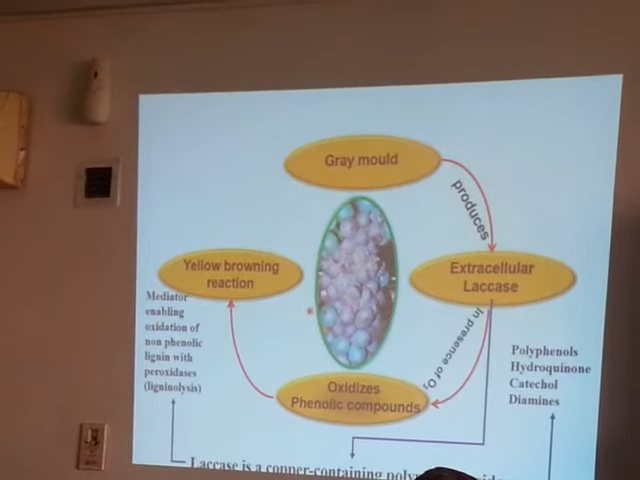 Gray mould
produces
Yellow browning
reaction
Extracellular
Laccase
Mediator
enabling
oxidation of
non phenolic
lignin with
peroxidases
(ligninolysis)
In presence of O₂
Polyphenols
Hydroquinone
Catechol
Diamines
Oxidizes
Phenolic compounds
Laccase is a copper-containing